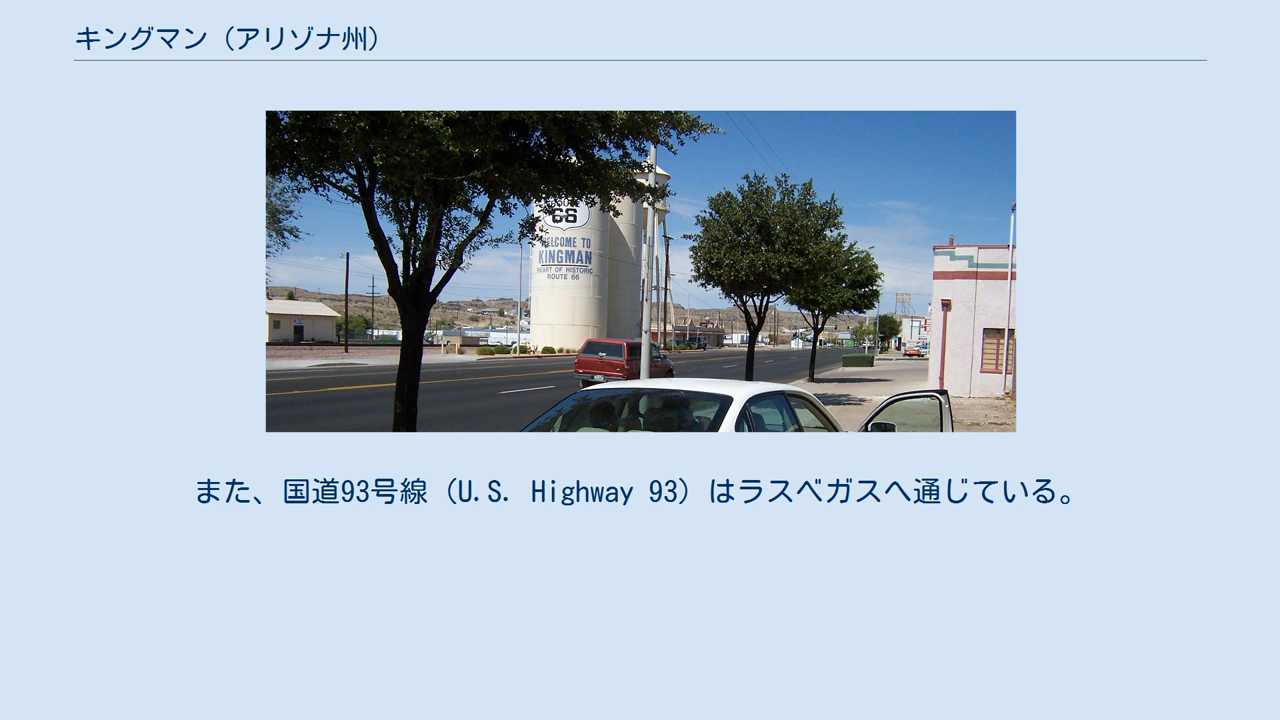 キングマン（アリゾナ州）
66
WELCOME TO
KINGMAN
HEART OF HISTORIC
ROUTE 66
また、国道93号線（U.S. Highway 93）はラスベガスへ通じている。